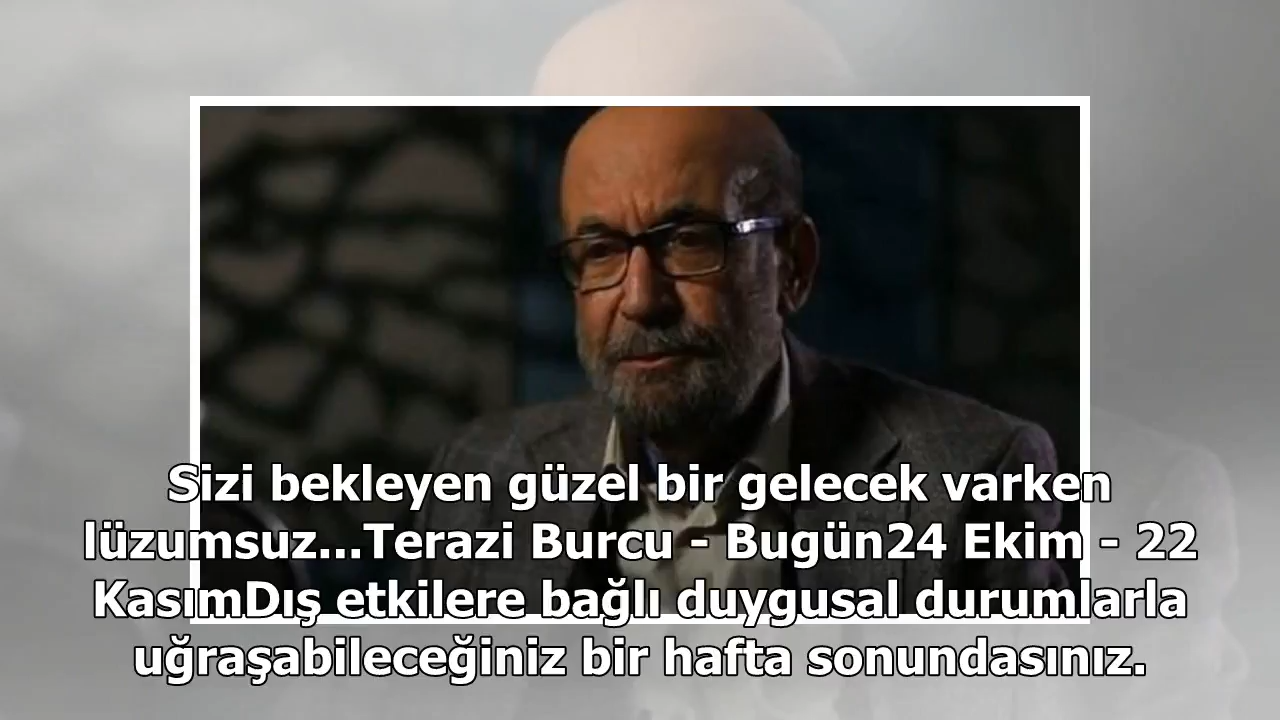 Sizi bekleyen güzel bir gelecek varken
lüzumsuz...Terazi Burcu - Bugün24 Ekim - 22
KasımDış etkilere bağlı duygusal durumlarla
uğraşabileceğiniz bir hafta sonundasınız.